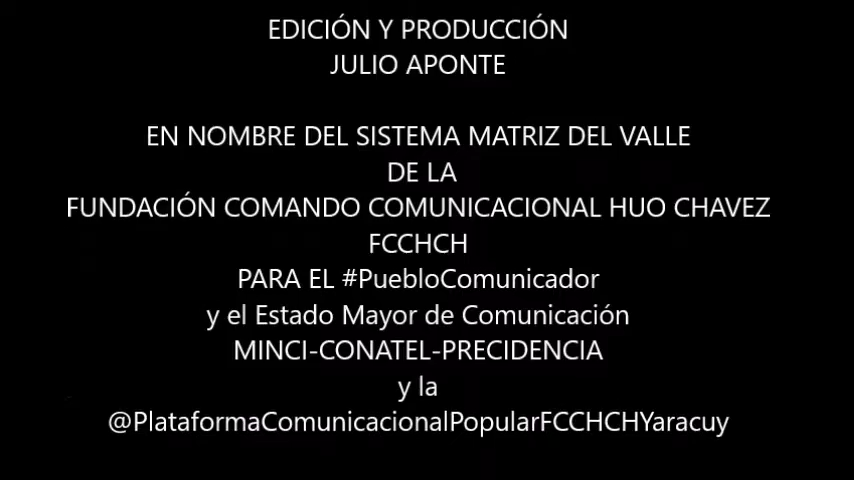 EDICIÓN Y PRODUCCIÓN
JULIO APONTE
EN NOMBRE DEL SISTEMA MATRIZ DEL VALLE
DE LA
FUNDACIÓN COMANDO COMUNICACIONAL HUO CHAVEZ
FCCHCH
PARA EL #PuebloComunicador
y el Estado Mayor de Comunicación
MINCI-CONATEL-PRECIDENCIA
y la
@PlataformaComunicacionalPopularFCCHCHYaracuy